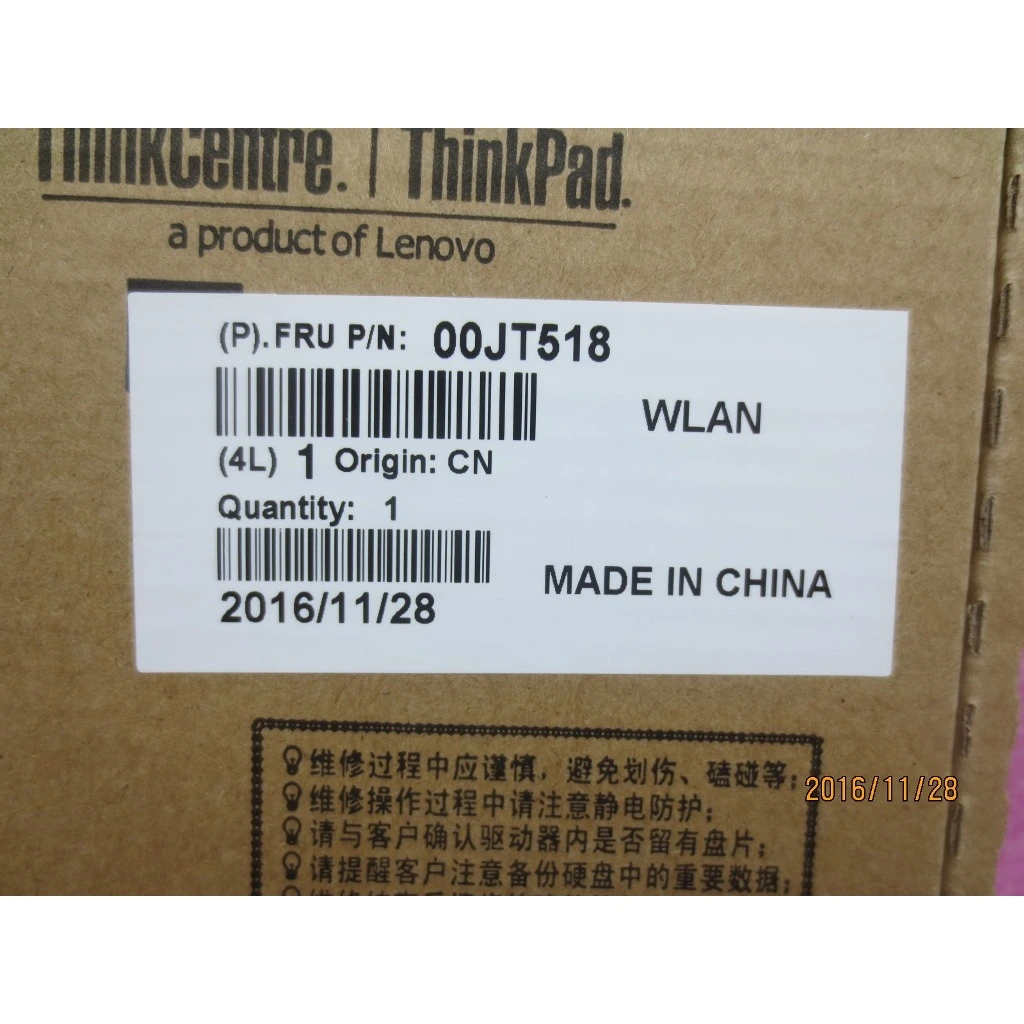 ThinkCentre. | ThinkPad.
a product of Lenovo
(P).FRU P/N: 00JT518
WLAN
(4L) 1 Origin: CN
Quantity: 1
MADE IN CHINA
2016/11/28
维修过程中应谨慎，避免划伤、磕碰等；
2016/11/28
维修操作过程中请注意静电防护；
请与客户确认驱动器内是否留有盘片；
请提醒客户注意备份硬盘中的重要数据；